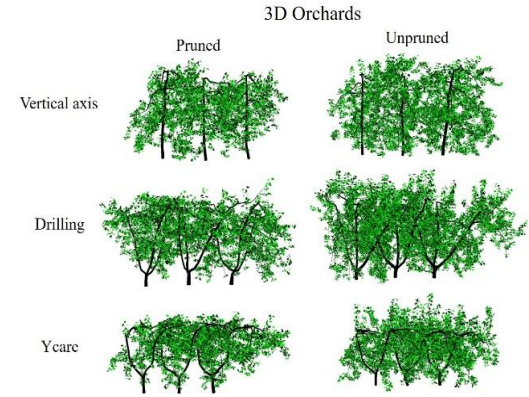 3D Orchards
Pruned Unpruned
Vertical axis
Drilling
Ycare